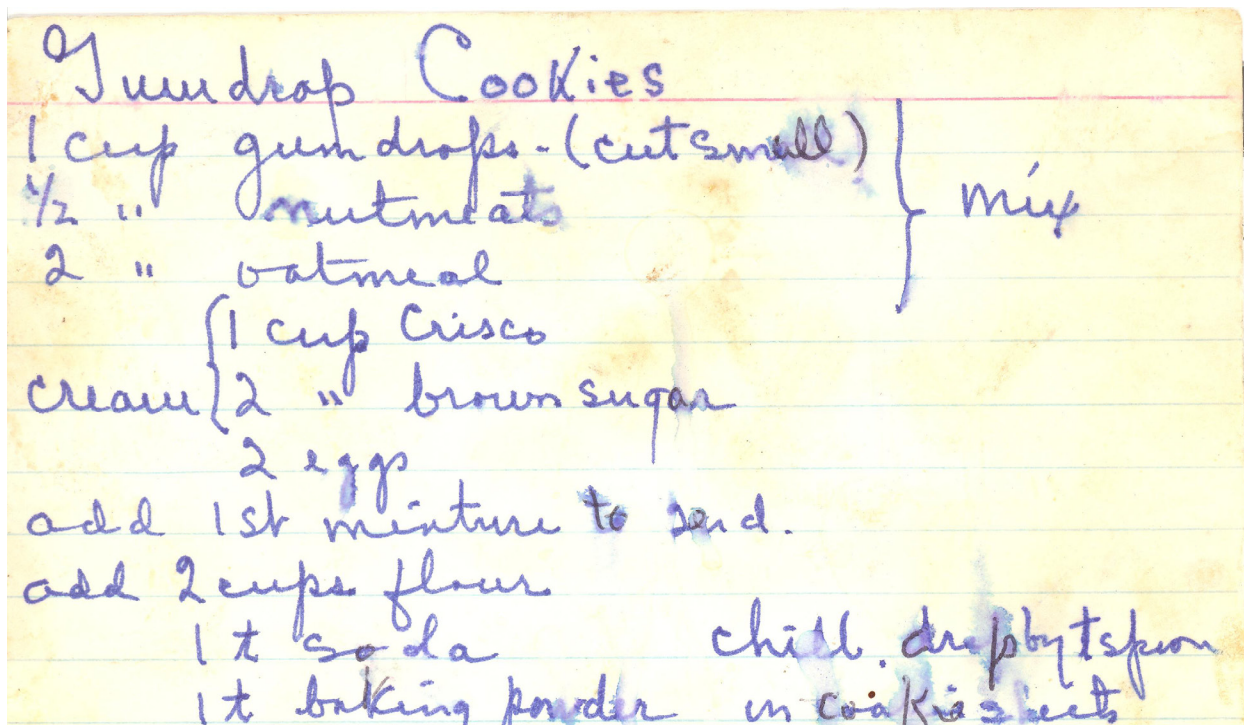 Gumdrop Cookies
1 cup gumdrops - (cut small)
1/2 " nutmeats
mix
2 " oatmeal
1 cup Crisco
cream 2 " brown sugar
2 eggs
add 1st mixture to
add 2 cups flour
1 t soda chill. drop by tspoon
1 t baking powder on cookie sheets